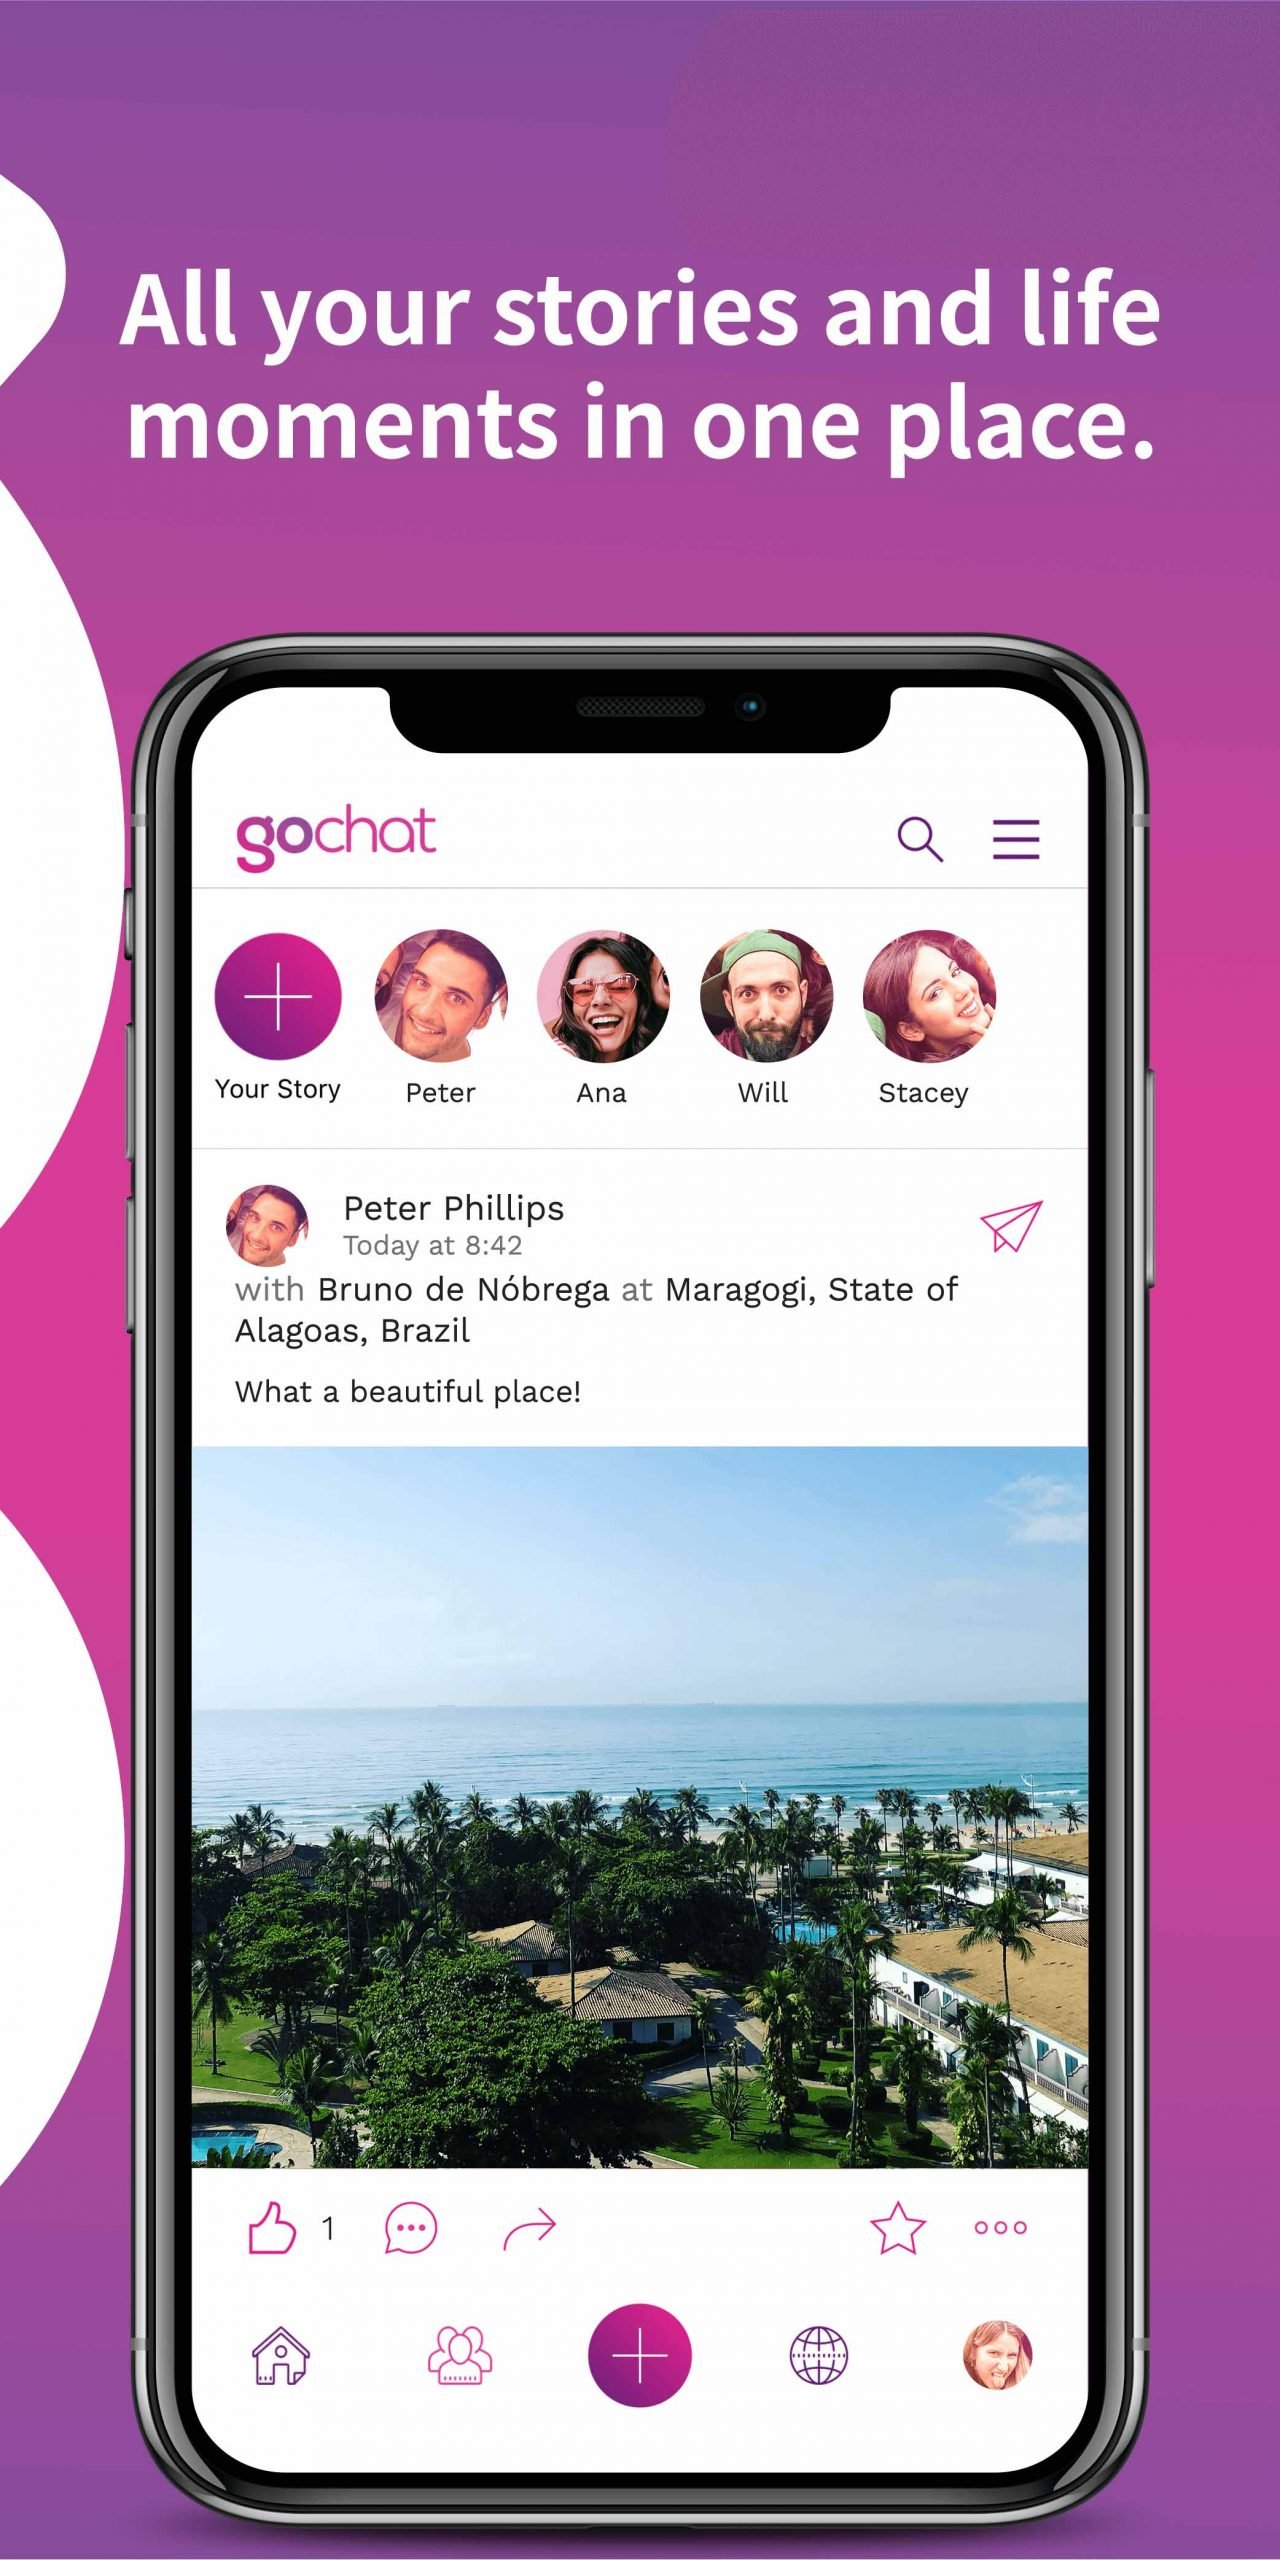 All your stories and life
moments in one place.
gochat
Your Story
Peter
Ana
Will
Stacey
Peter Phillips
Today at 8:42
with Bruno de Nóbrega at Maragogi, State of
Alagoas, Brazil
What a beautiful place!
1